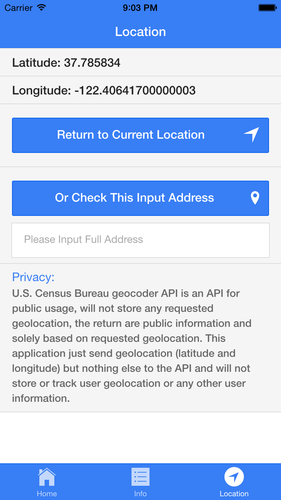 Carrier 9:03 PM
Location
Latitude: 37.785834
Longitude: -122.40641700000003
Return to Current Location
Or Check This Input Address
Please Input Full Address
Privacy:
U.S. Census Bureau geocoder API is an API for
public usage, will not store any requested
geolocation, the return are public information and
solely based on requested geolocation. This
application just send geolocation (latitude and
longitude) but nothing else to the API and will not
store or track user geolocation or any other user
information.
Home Info Location